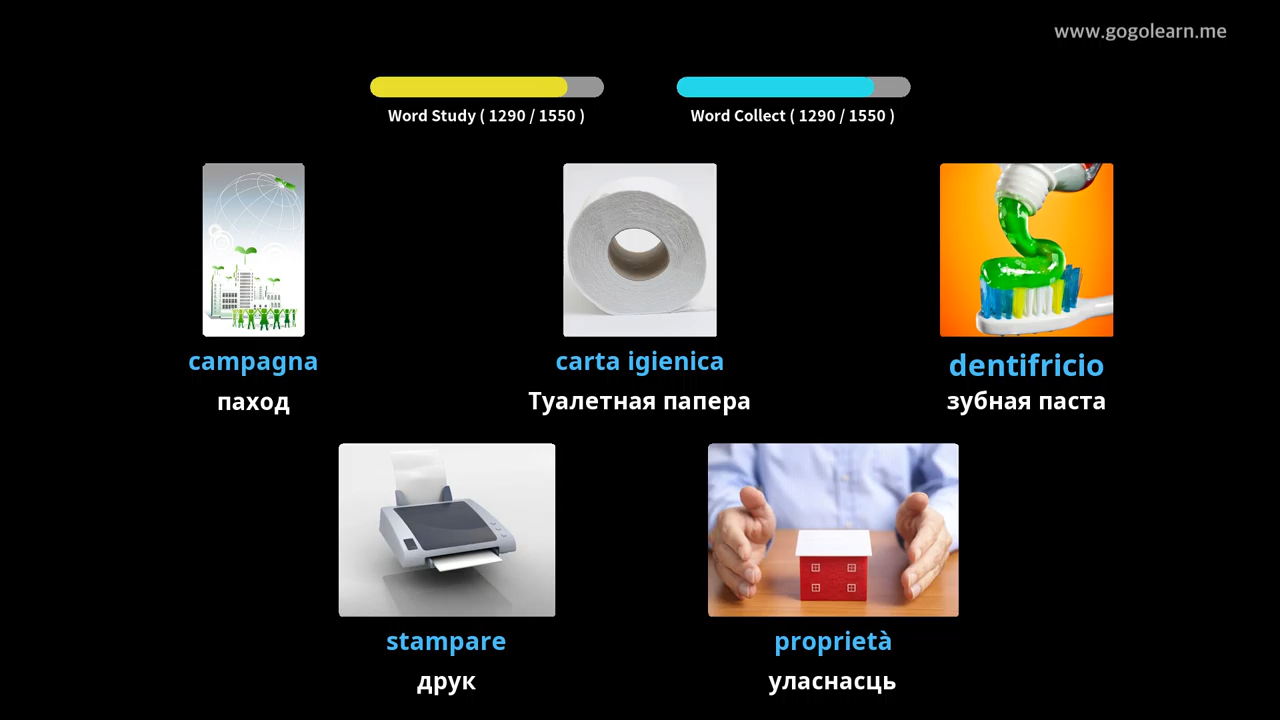 www.gogolearn.me
Word Study ( 1290 / 1550 )
Word Collect ( 1290 / 1550 )
campagna
паход
carta igienica
Туалетная папера
dentifricio
зубная паста
stampare
друк
proprietà
уласнасць